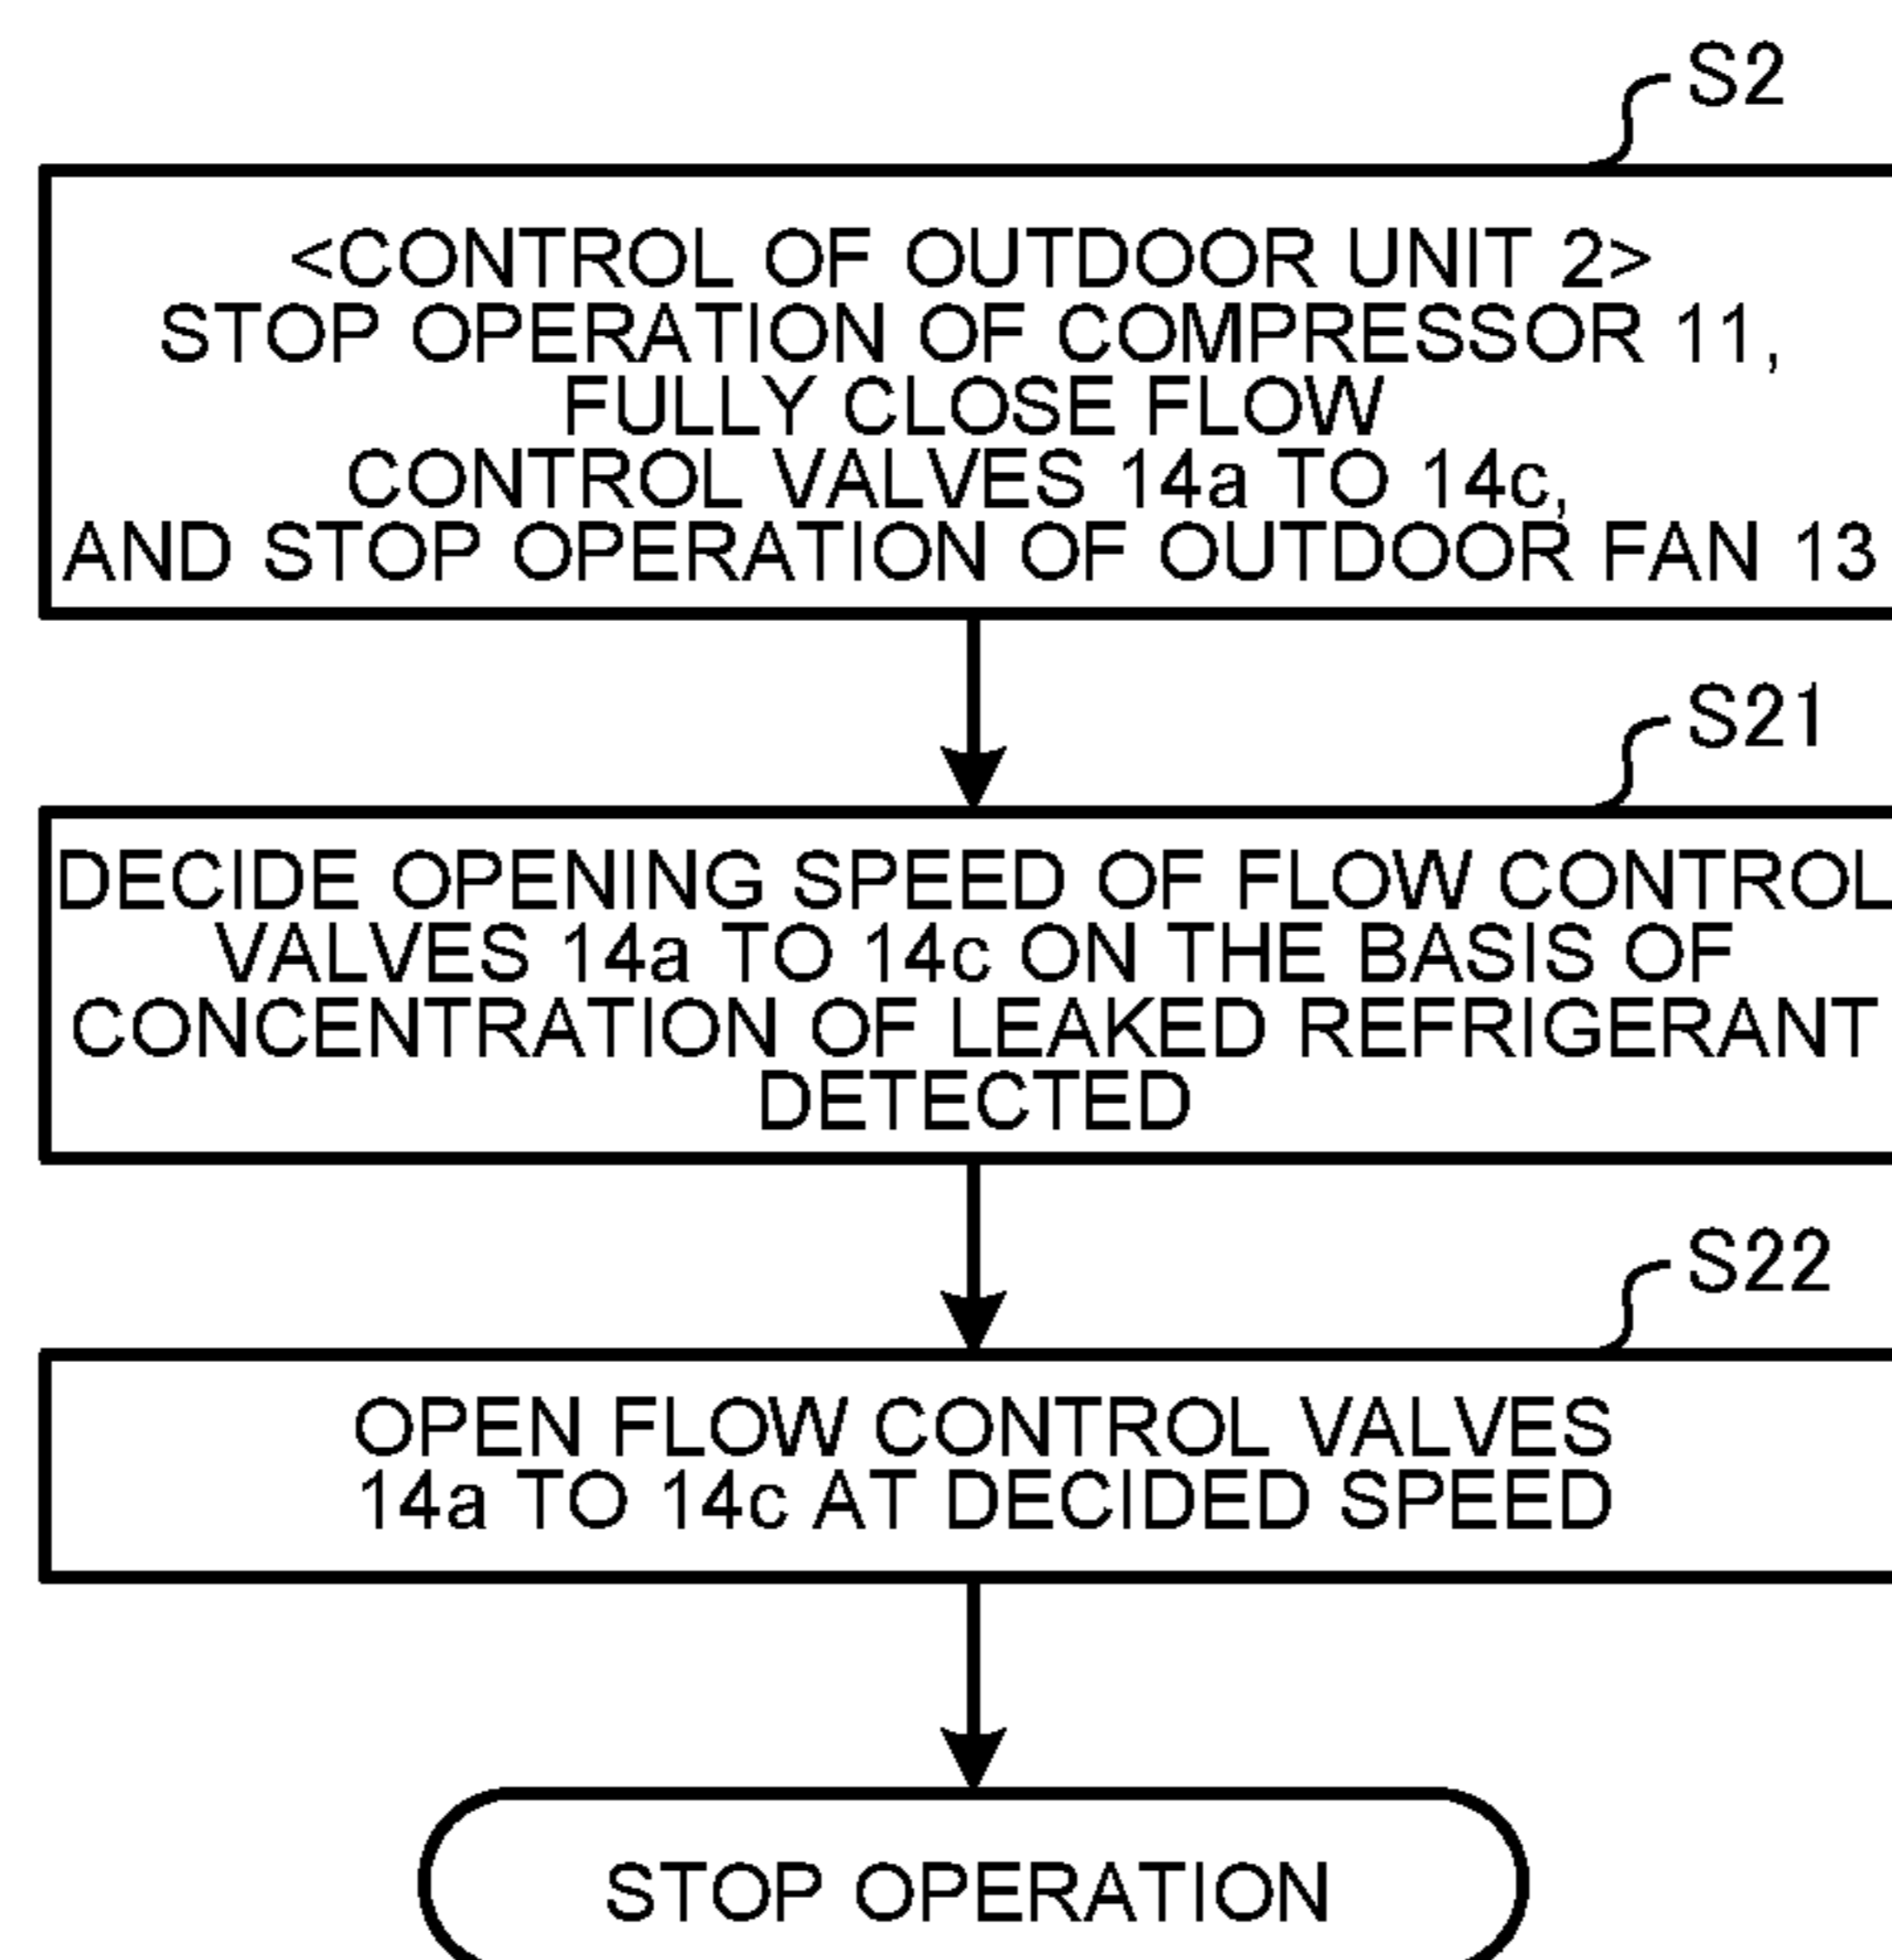 S2
<CONTROL OF OUTDOOR UNIT 2>
STOP OPERATION OF COMPRESSOR 11,
FULLY CLOSE FLOW
CONTROL VALVES 14a TO 14c,
AND STOP OPERATION OF OUTDOOR FAN 13
S21
DECIDE OPENING SPEED OF FLOW CONTROL
VALVES 14a TO 14c ON THE BASIS OF
CONCENTRATION OF LEAKED REFRIGERANT
DETECTED
S22
OPEN FLOW CONTROL VALVES
14a TO 14c AT DECIDED SPEED
STOP OPERATION